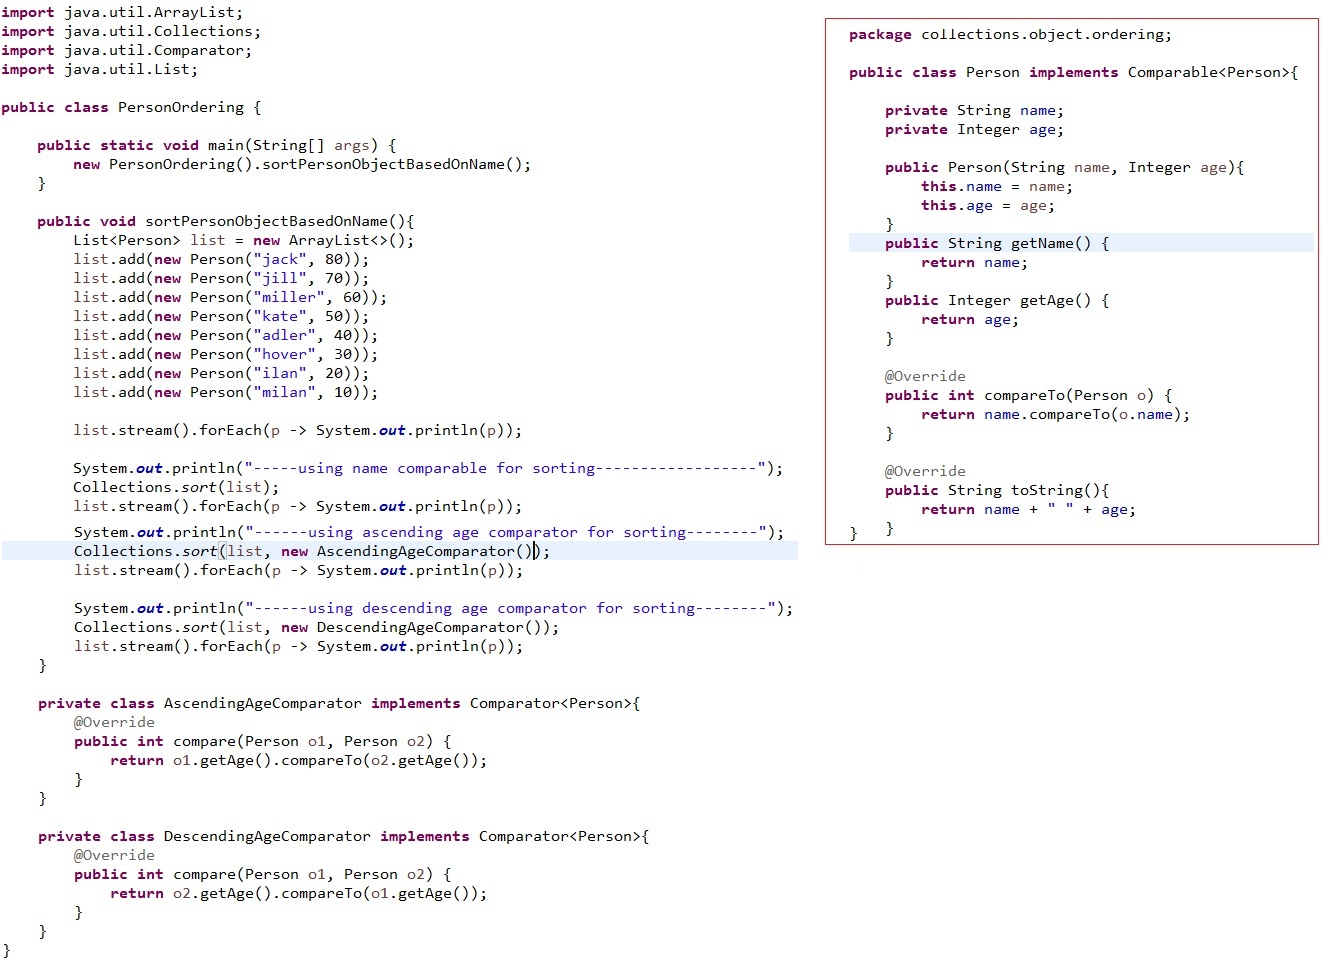 import java.util.ArrayList;
import java.util.Collections;
import java.util.Comparator;
import java.util.List;

public class PersonOrdering {

    public static void main(String[] args) {
        new PersonOrdering().sortPersonObjectBasedOnName();
    }

    public void sortPersonObjectBasedOnName(){
        List<Person> list = new ArrayList<>();
        list.add(new Person("jack", 80));
        list.add(new Person("jill", 70));
        list.add(new Person("miller", 60));
        list.add(new Person("kate", 50));
        list.add(new Person("adler", 40));
        list.add(new Person("hover", 30));
        list.add(new Person("ilan", 20));
        list.add(new Person("milan", 10));

        list.stream().forEach(p -> System.out.println(p));

        System.out.println("-----using name comparable for sorting------------------");
        Collections.sort(list);
        list.stream().forEach(p -> System.out.println(p));
        System.out.println("------using ascending age comparator for sorting--------");
        Collections.sort(list, new AscendingAgeComparator());
        list.stream().forEach(p -> System.out.println(p));

        System.out.println("------using descending age comparator for sorting--------");
        Collections.sort(list, new DescendingAgeComparator());
        list.stream().forEach(p -> System.out.println(p));
    }

    private class AscendingAgeComparator implements Comparator<Person>{
        @Override
        public int compare(Person o1, Person o2) {
            return o1.getAge().compareTo(o2.getAge());
        }
    }

    private class DescendingAgeComparator implements Comparator<Person>{
        @Override
        public int compare(Person o1, Person o2) {
            return o2.getAge().compareTo(o1.getAge());
        }
    }
}
package collections.object.ordering;

public class Person implements Comparable<Person>{

    private String name;
    private Integer age;

    public Person(String name, Integer age){
        this.name = name;
        this.age = age;
    }
    public String getName() {
        return name;
    }
    public Integer getAge() {
        return age;
    }

    @Override
    public int compareTo(Person o) {
        return name.compareTo(o.name);
    }

    @Override
    public String toString(){
        return name + " " + age;
    }
}